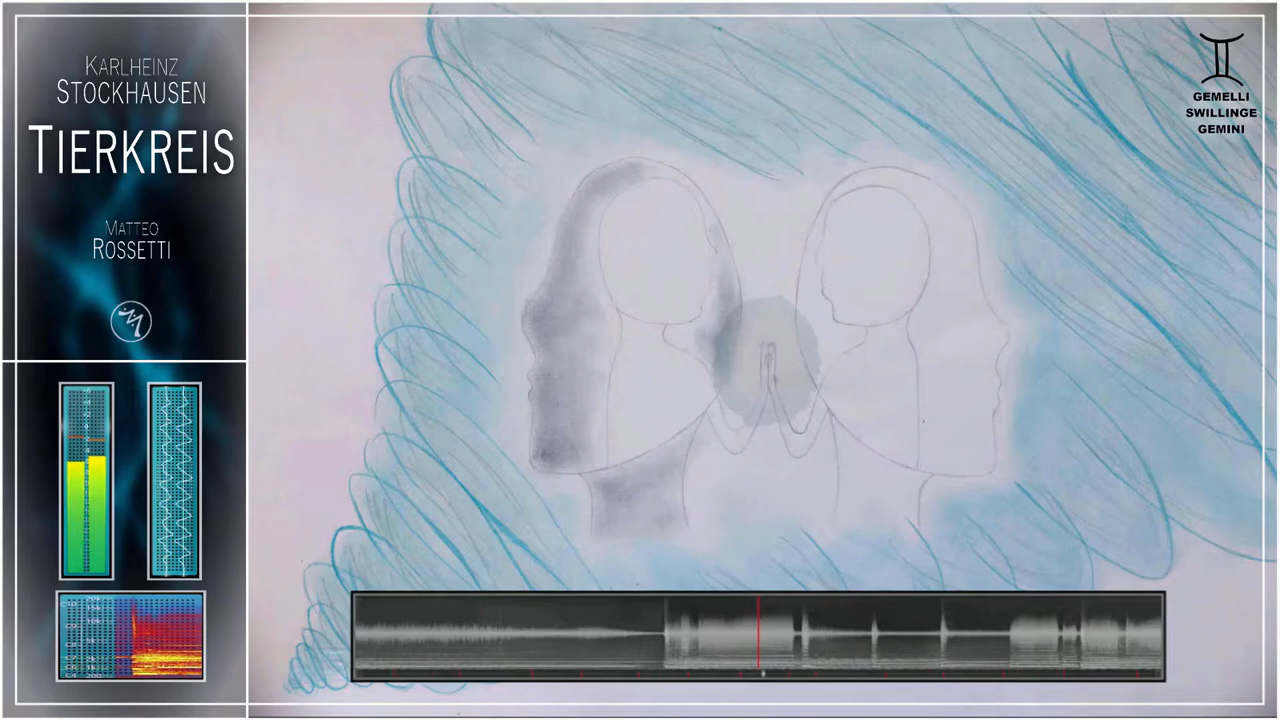 KARLHEINZ
STOCKHAUSEN
TIERKREIS
MATTEO
ROSSETTI
GEMELLI
SWILLINGE
GEMINI